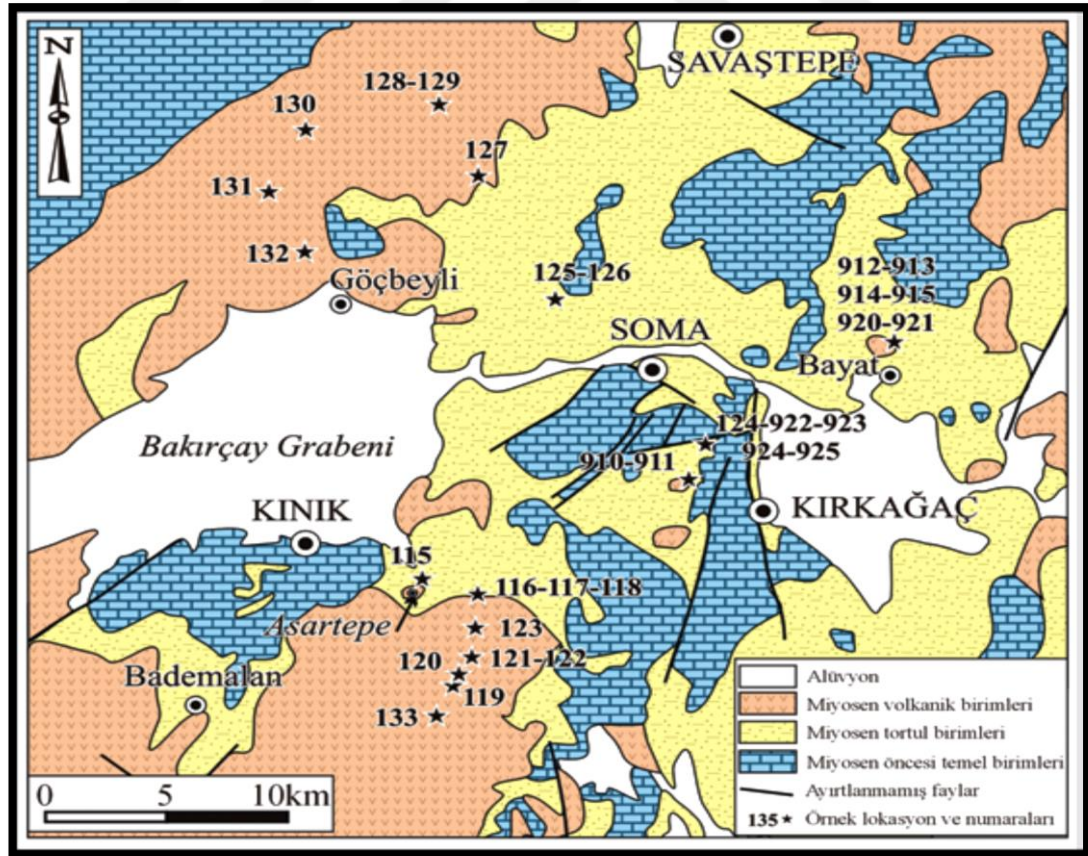 N
SAVAŞTEPE
128-129
130
127
131
132
Göçbeyli
125-126
912-913
914-915
920-921
SOMA
Bayat
124-922-923
924-925
910-911
Bakırçay Grabeni
KINIK
KIRKAĞAÇ
115
116-117-118
Asartepe
123
120
121-122
119
Bademalan
133
0 5 10km
Alüvyon
Miyosen volkanik birimleri
Miyosen tortul birimleri
Miyosen öncesi temel birimleri
Ayırtlanmamış faylar
135 ★ Örnek lokasyon ve numaraları